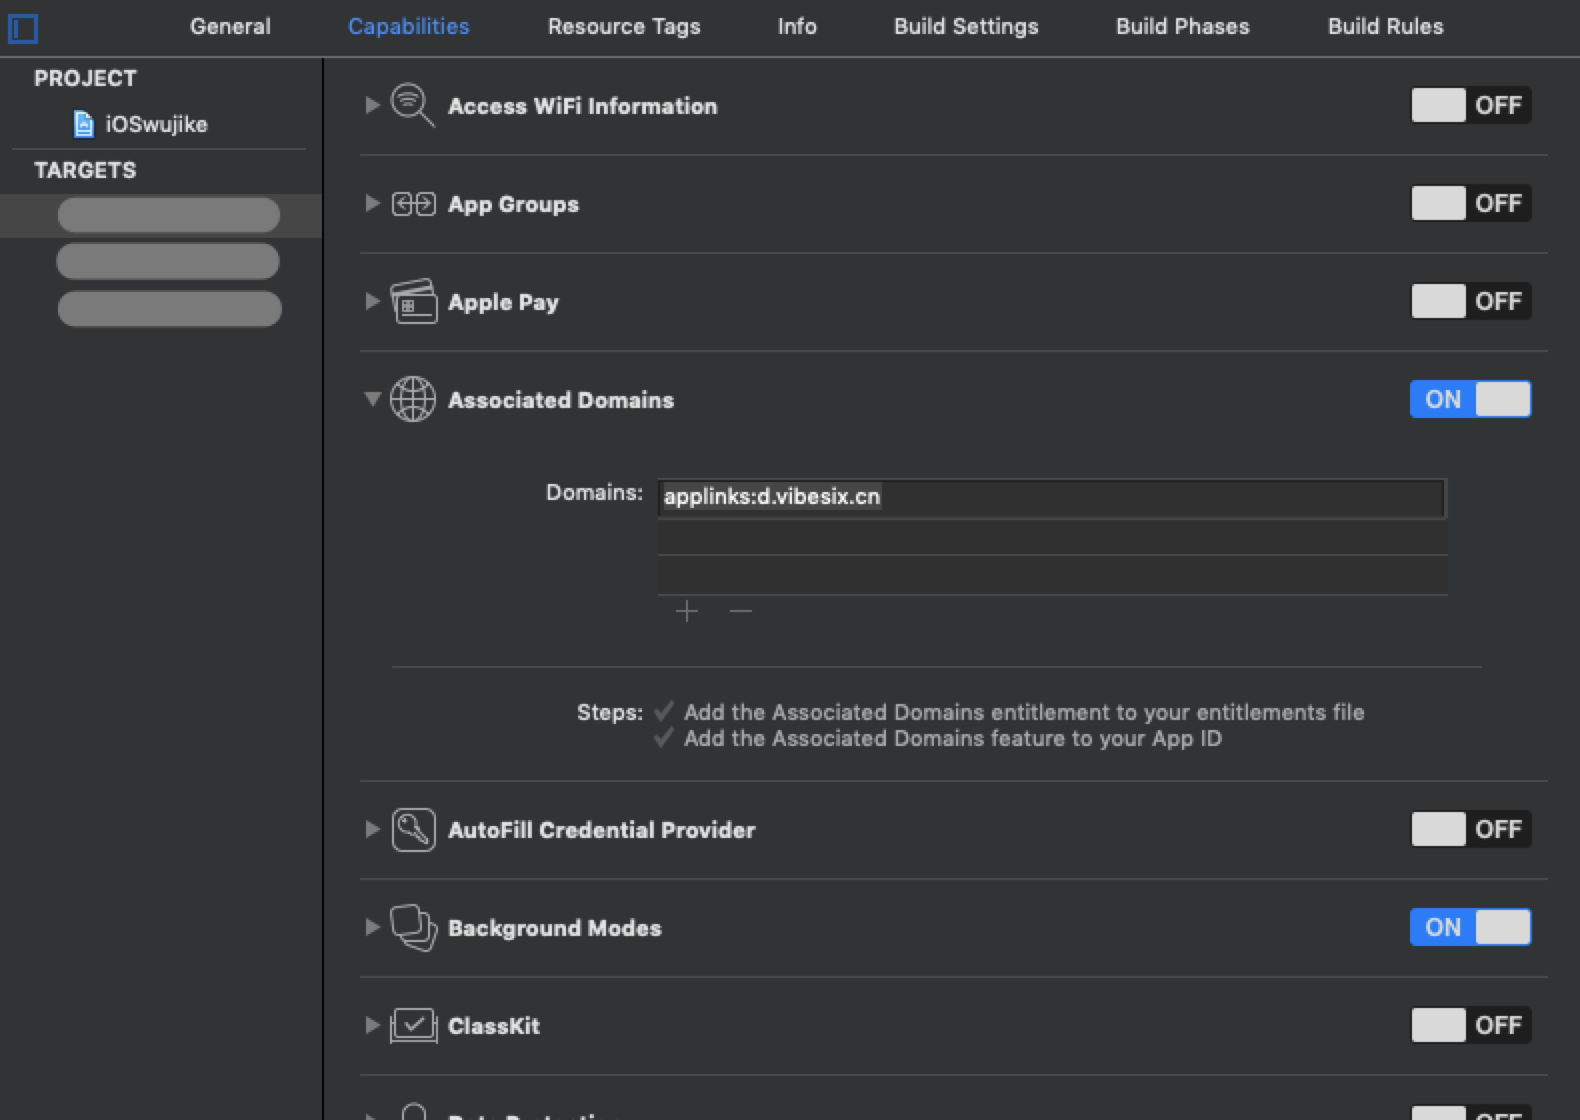 General Capabilities Resource Tags Info Build Settings Build Phases Build Rules
PROJECT
iOSwujike
TARGETS
Access WiFi Information OFF
App Groups OFF
Apple Pay OFF
Associated Domains ON
Domains: applinks:d.vibesix.cn
Steps: Add the Associated Domains entitlement to your entitlements file
Add the Associated Domains feature to your App ID
AutoFill Credential Provider OFF
Background Modes ON
ClassKit OFF